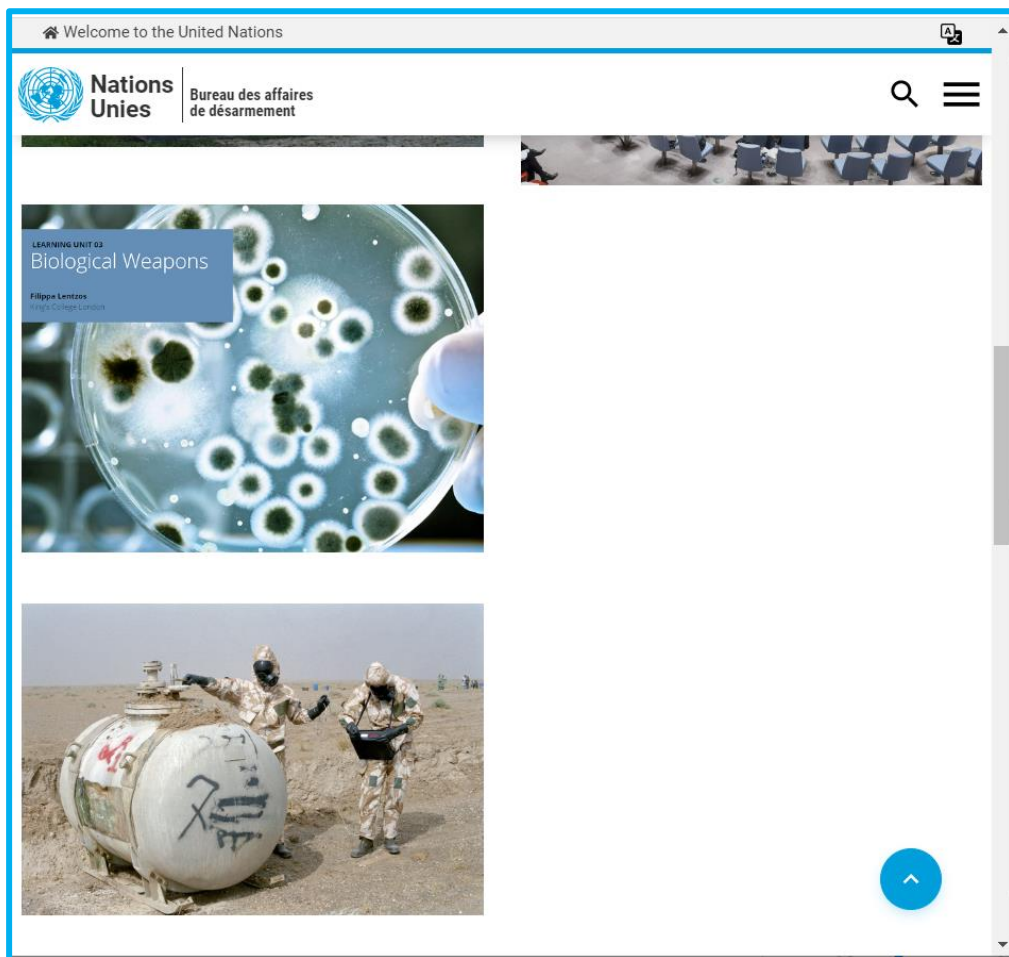 Welcome to the United Nations
Nations
Unies
Bureau des affaires
de désarmement
LEARNING UNIT 03
Biological Weapons
Filippa Lentzos
King's College London